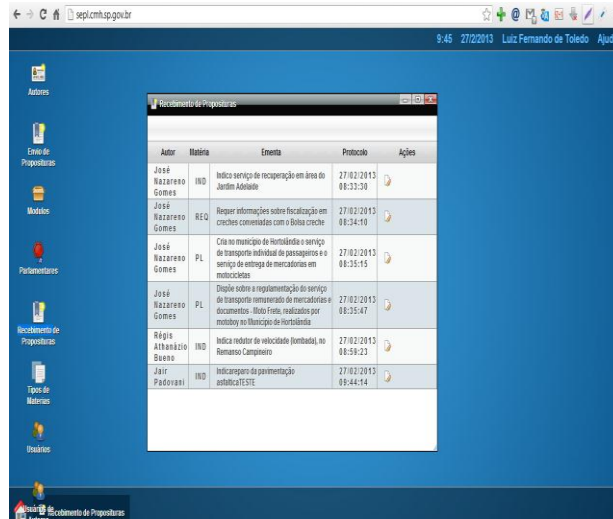 sepl.cmh.sp.gov.br
9:45 27/2/2013 Luiz Fernando de Toledo Ajud
Autores
Envio de
Proposituras
Modulos
Parlamentares
Recebimento de
Proposituras
Tipos de
Materias
Usuários
Recebimento de Proposituras
Autor Matéria Ementa Protocolo Ações
José
Nazareno
Gomes
IND
Indico serviço de recuperação em área do
Jardim Adelaide
27/02/2013
08:33:30
José
Nazareno
Gomes
REQ
Requer informações sobre fiscalização em
creches conveniadas com o Bolsa creche
27/02/2013
08:34:10
José
Nazareno
Gomes
PL
Cria no município de Hortolândia o serviço
de transporte individual de passageiros e o
serviço de entrega de mercadorias em
motocicletas
27/02/2013
08:35:15
José
Nazareno
Gomes
PL
Dispõe sobre a regulamentação do serviço
de transporte remunerado de mercadorias e
documentos - Moto Frete, realizados por
motoboy no Município de Hortolândia
27/02/2013
08:35:47
Régis
Athanázio
Bueno
IND
Indica redutor de velocidade (lombada), no
Remanso Campineiro
27/02/2013
08:59:23
Jair
Padovani
IND
Indicareparo da pavimentação
asfalticaTESTE
27/02/2013
09:44:14
Usuários de
Recebimento de Proposituras